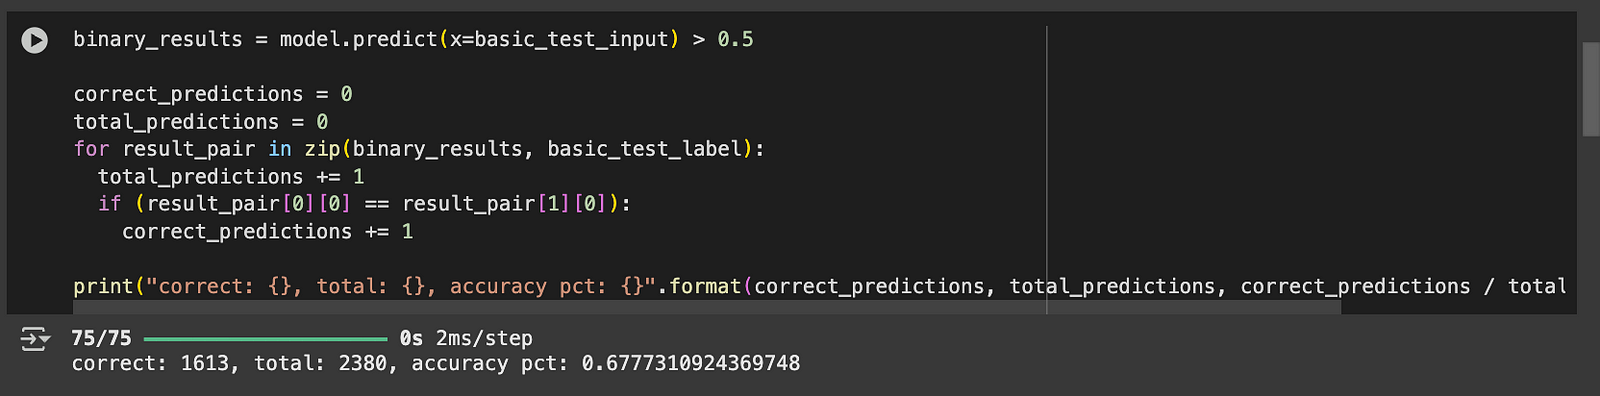 binary_results = model.predict(x=basic_test_input) > 0.5
correct_predictions = 0
total_predictions = 0
for result_pair in zip(binary_results, basic_test_label):
  total_predictions += 1
  if (result_pair[0][0] == result_pair[1][0]):
    correct_predictions += 1
print("correct: {}, total: {}, accuracy pct: {}".format(correct_predictions, total_predictions, correct_predictions / total
75/75 0s 2ms/step
correct: 1613, total: 2380, accuracy pct: 0.6777310924369748